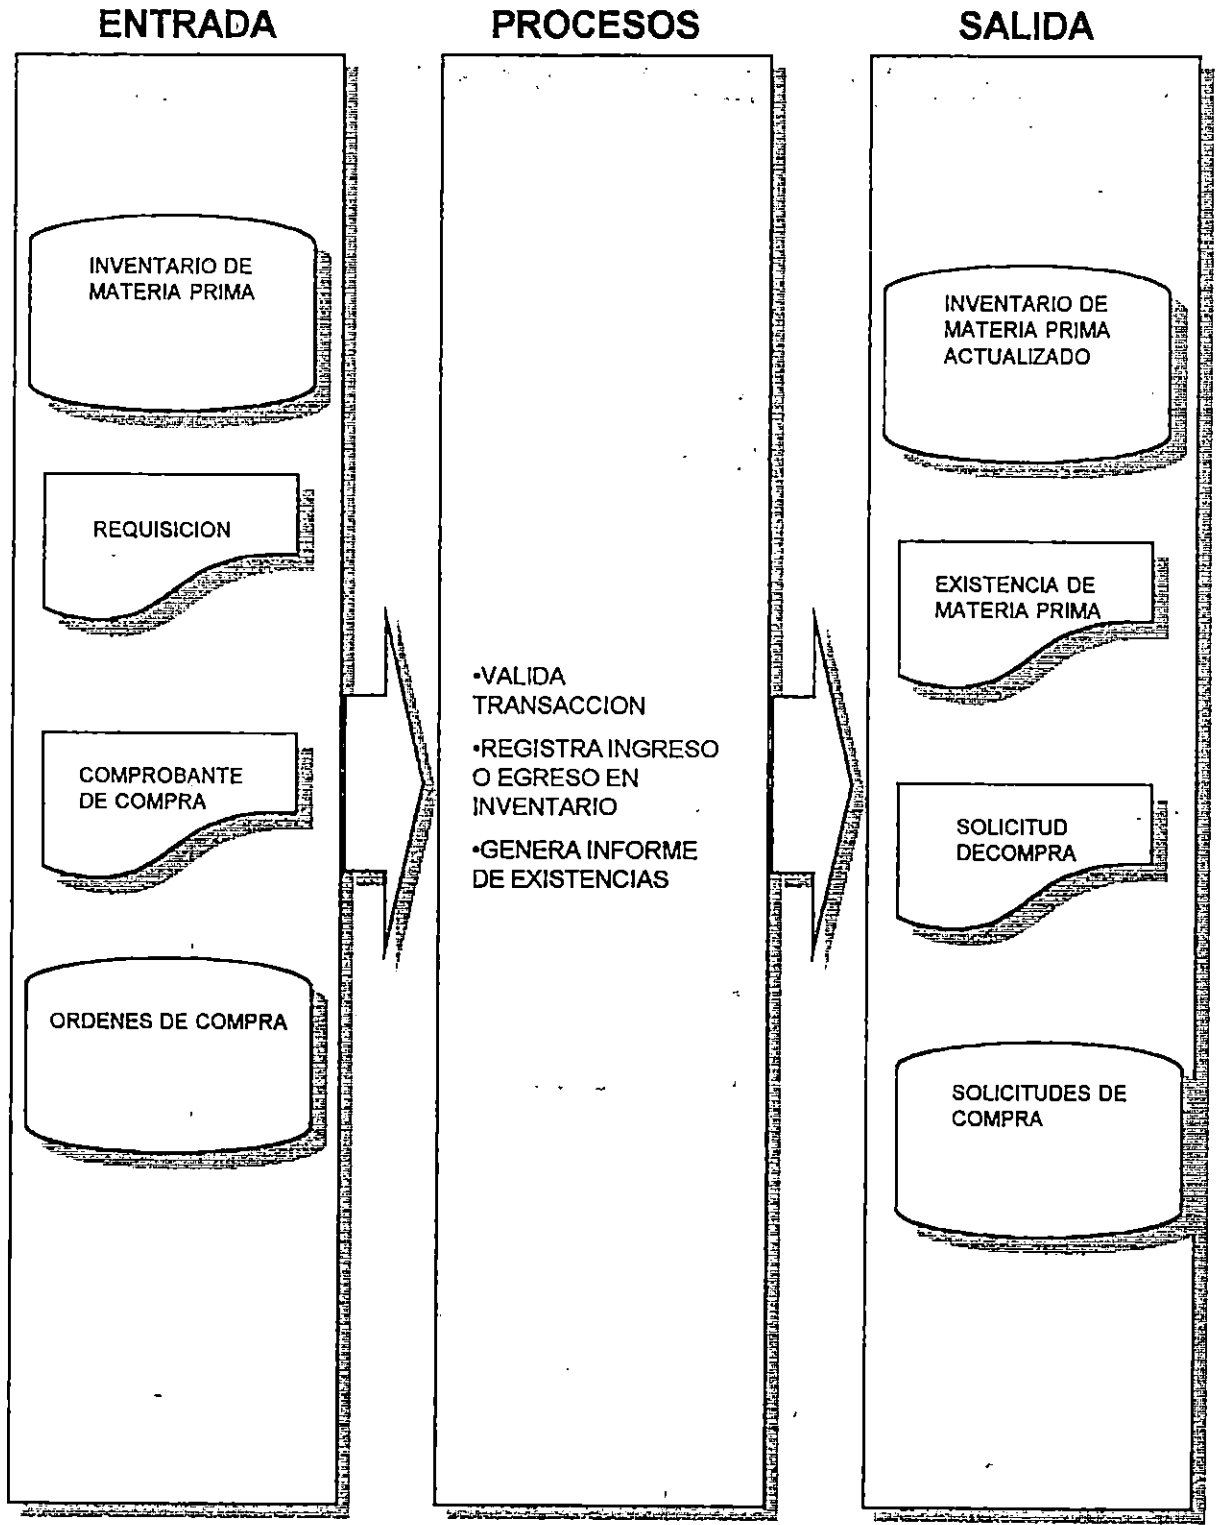 ENTRADA
INVENTARIO DE
MATERIA PRIMA
REQUISICION
COMPROBANTE
DE COMPRA
ORDENES DE COMPRA
PROCESOS
•VALIDA
TRANSACCION
•REGISTRA INGRESO
O EGRESO EN
INVENTARIO
•GENERA INFORME
DE EXISTENCIAS
SALIDA
INVENTARIO DE
MATERIA PRIMA
ACTUALIZADO
EXISTENCIA DE
MATERIA PRIMA
SOLICITUD
DECOMPRA
SOLICITUDES DE
COMPRA